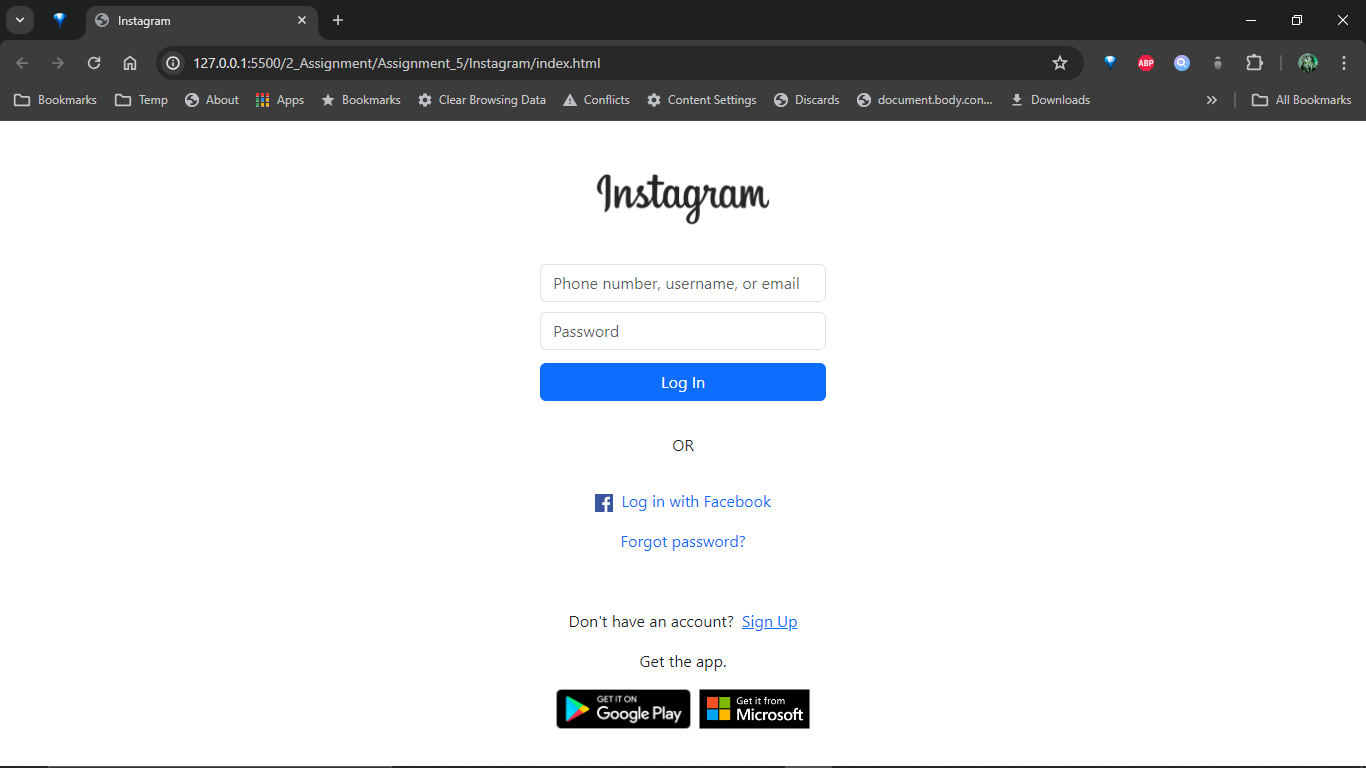 Instagram
127.0.0.1:5500/2_Assignment/Assignment_5/Instagram/index.html
ABP
Bookmarks Temp About Apps Bookmarks Clear Browsing Data Conflicts Content Settings Discards document.body.con... Downloads » All Bookmarks
Instagram
Phone number, username, or email
Password
Log In
OR
Log in with Facebook
Forgot password?
Don't have an account? Sign Up
Get the app.
GET IT ON
Google Play
Get it from
Microsoft